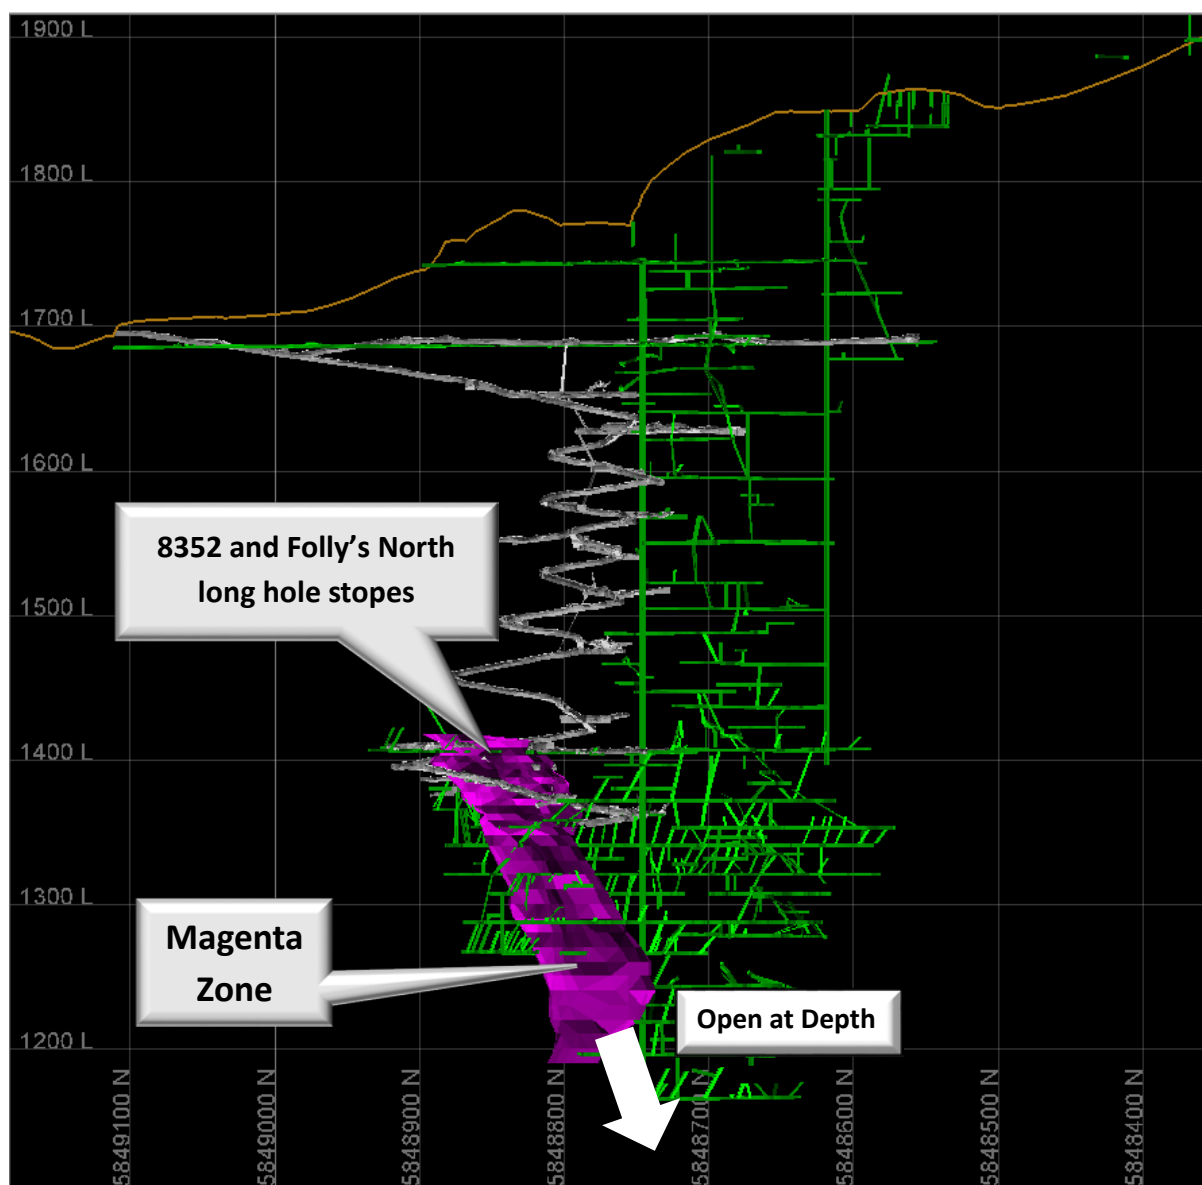 1900 L
1800 L
1700 L
1600 L
8352 and Folly’s North
long hole stopes
1500 L
1400 L
1300 L
Magenta
Zone
Open at Depth
1200 L
5849100 N
5849000 N
5848900 N
5848800 N
5848700 N
5848600 N
5848500 N
5848400 N